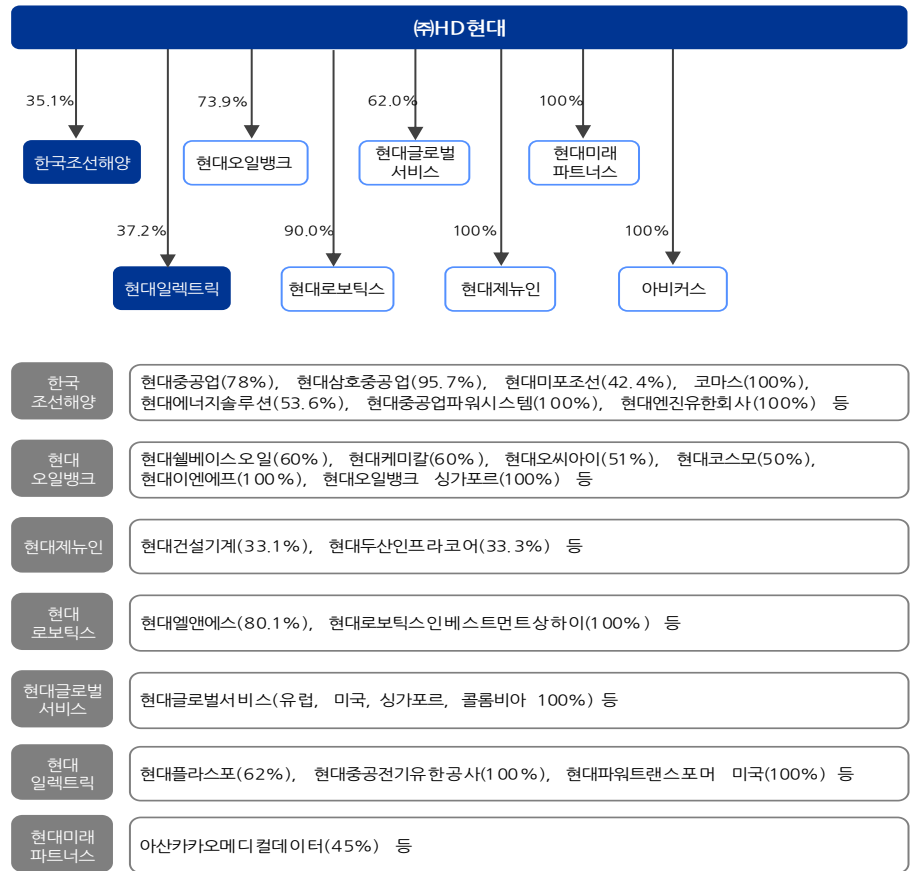 ㈜HD현대
35.1%
73.9%
62.0%
100%
한국조선해양
현대오일뱅크
현대글로벌
서비스
현대미래
파트너스
37.2%
90.0%
100%
100%
현대일렉트릭
현대로보틱스
현대제뉴인
아비커스
한국
조선해양
현대중공업(78%), 현대삼호중공업(95.7%), 현대미포조선(42.4%), 코마스(100%),
현대에너지솔루션(53.6%), 현대중공업파워시스템(100%), 현대엔진유한회사(100%) 등
현대
오일뱅크
현대쉘베이스오일(60%), 현대케미칼(60%), 현대오씨아이(51%), 현대코스모(50%),
현대이엔에프(100%), 현대오일뱅크 싱가포르(100%) 등
현대제뉴인
현대건설기계(33.1%), 현대두산인프라코어(33.3%) 등
현대
로보틱스
현대엘앤에스(80.1%), 현대로보틱스인베스트먼트상하이(100%) 등
현대글로벌
서비스
현대글로벌서비스(유럽, 미국, 싱가포르, 콜롬비아 100%) 등
현대
일렉트릭
현대플라스포(62%), 현대중공전기유한공사(100%), 현대파워트랜스포머 미국(100%) 등
현대미래
파트너스
아산카카오메디컬데이터(45%) 등